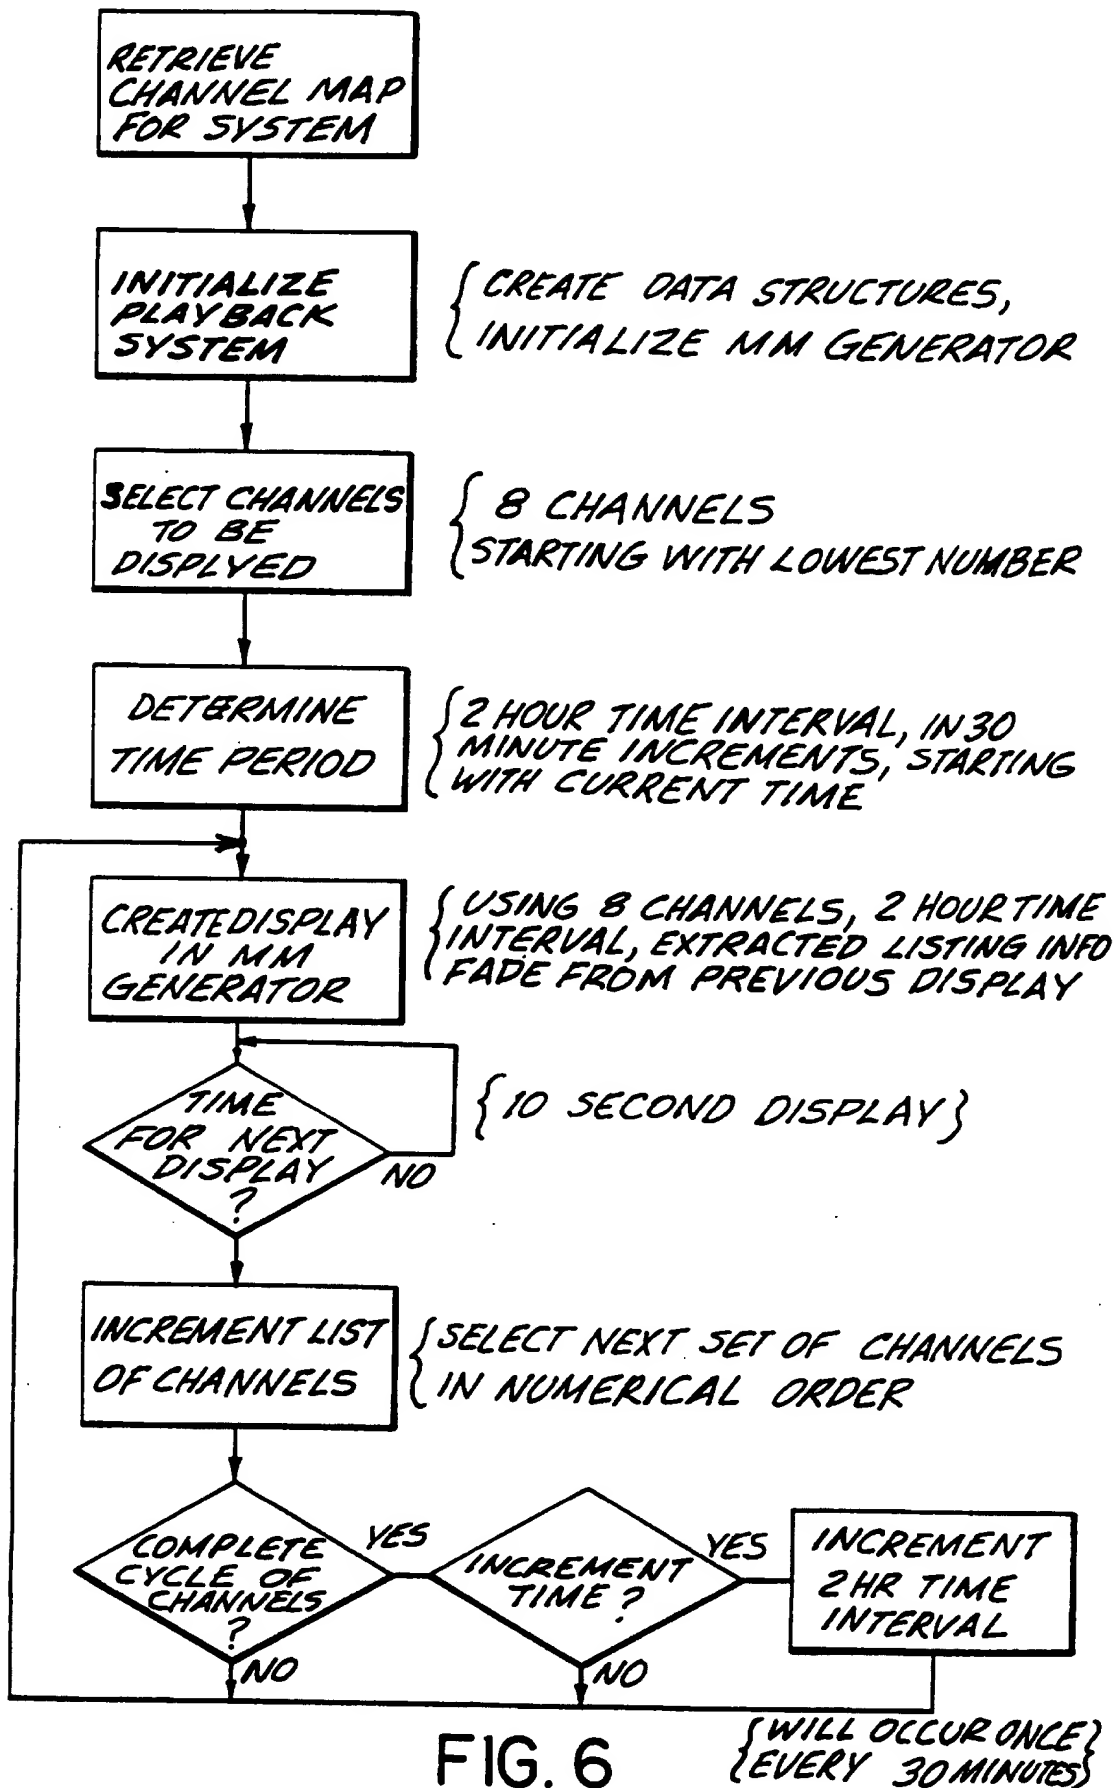 RETRIEVE
CHANNEL MAP
FOR SYSTEM
INITIALIZE
PLAYBACK
SYSTEM
{CREATE DATA STRUCTURES,
INITIALIZE MM GENERATOR
SELECT CHANNELS
TO BE
DISPLYED
{8 CHANNELS
STARTING WITH LOWEST NUMBER
DETERMINE
TIME PERIOD
{2 HOUR TIME INTERVAL, IN 30
MINUTE INCREMENTS, STARTING
WITH CURRENT TIME
CREATE DISPLAY
IN MM
GENERATOR
{USING 8 CHANNELS, 2 HOUR TIME
INTERVAL, EXTRACTED LISTING INFO
FADE FROM PREVIOUS DISPLAY
TIME
FOR NEXT
DISPLAY
?
NO
{10 SECOND DISPLAY}
INCREMENT LIST
OF CHANNELS
{SELECT NEXT SET OF CHANNELS
IN NUMERICAL ORDER
COMPLETE
CYCLE OF
CHANNELS
?
YES
NO
INCREMENT
TIME?
YES
NO
INCREMENT
2 HR TIME
INTERVAL
{WILL OCCUR ONCE}
{EVERY 30 MINUTES}
FIG. 6